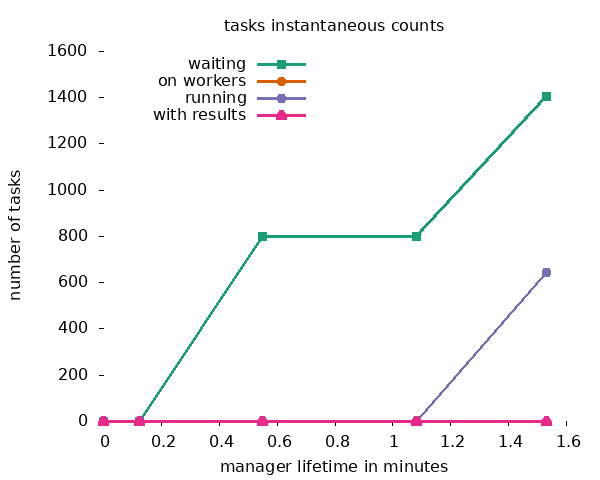 tasks instantaneous counts
1600
1400
1200
1000
800
600
400
200
0
number of tasks
waiting
on workers
running
with results
0 0.2 0.4 0.6 0.8 1 1.2 1.4 1.6
manager lifetime in minutes